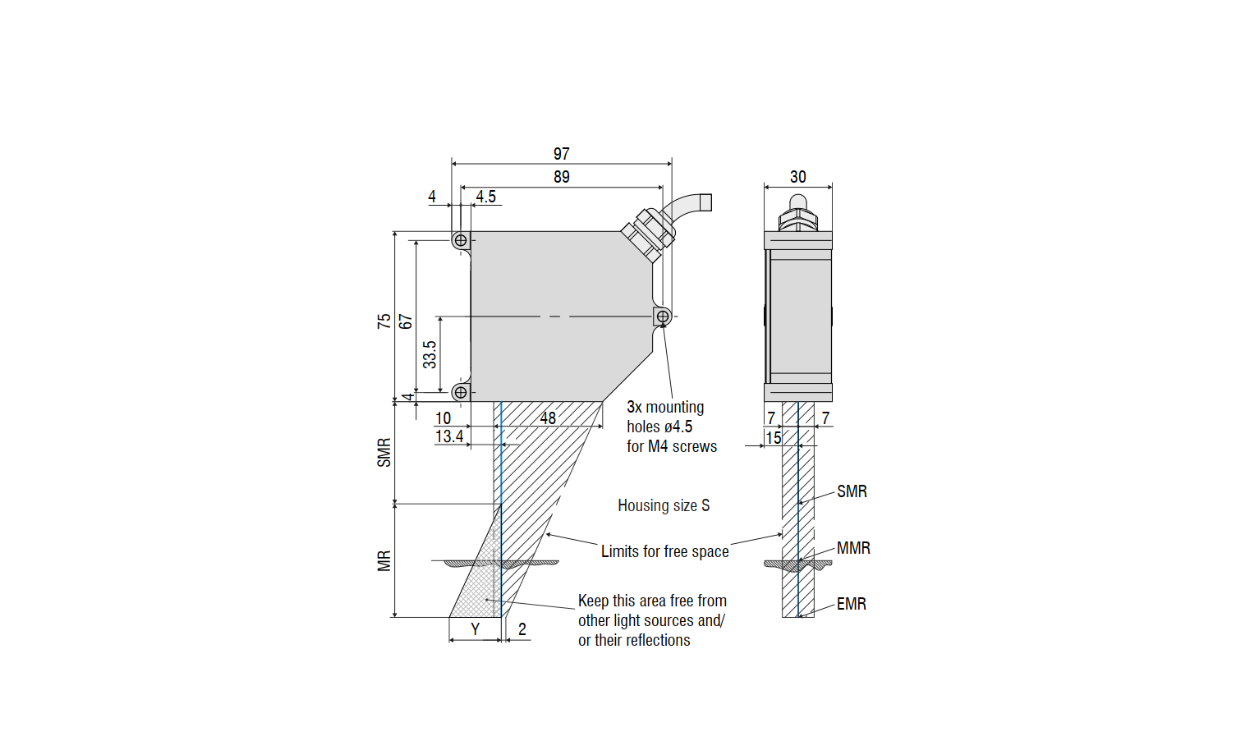 97
89
30
4
4.5
75
67
33.5
4
3x mounting
holes ø4.5
for M4 screws
10
48
13.4
7
7
15
SMR
SMR
Housing size S
MR
Limits for free space
MMR
Keep this area free from
other light sources and/
or their reflections
EMR
Y
2